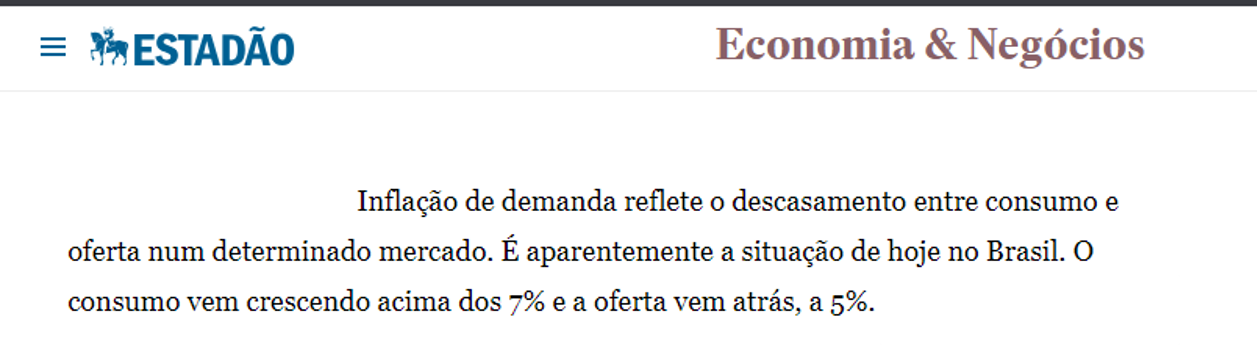 ESTADÃO
Economia & Negócios
Inflação de demanda reflete o descasamento entre consumo e
oferta num determinado mercado. É aparentemente a situação de hoje no Brasil. O
consumo vem crescendo acima dos 7% e a oferta vem atrás, a 5%.